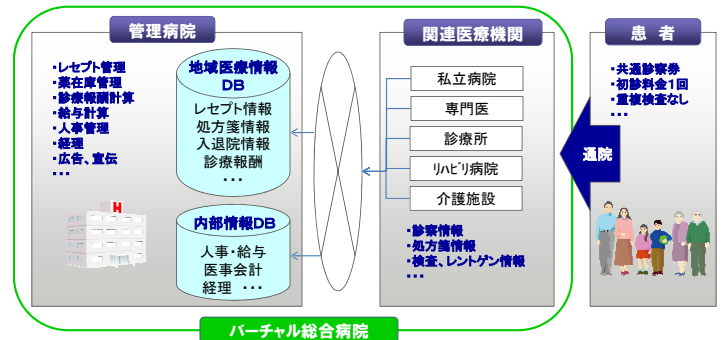 管理病院
・レセプト管理
・薬在庫管理
・診療報酬計算
・給与計算
・人事管理
・経理
・広告、宣伝
・・・
H
地域医療情報
DB
レセプト情報
処方箋情報
入退院情報
診療報酬
・・・
内部情報DB
人事・給与
医事会計
経理 ・・・
関連医療機関
私立病院
専門医
診療所
リハビリ病院
介護施設
・診察情報
・処方箋情報
・検査、レントゲン情報
・・・
患 者
・共通診察券
・初診料金1回
・重複検査なし
・・・
通院
バーチャル総合病院